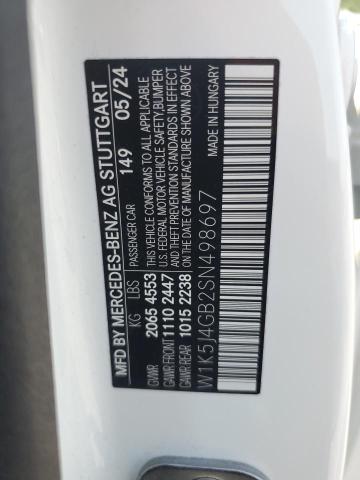 MFD BY MERCEDES-BENZ AG STUTTGART
PASSENGER CAR 149 05/24
KG LBS
GVWR 2065 4553
GAWR FRONT 1110 2447
GAWR REAR 1015 2238
THIS VEHICLE CONFORMS TO ALL APPLICABLE
U.S. FEDERAL MOTOR VEHICLE SAFETY, BUMPER
AND THEFT PREVENTION STANDARDS IN EFFECT
ON THE DATE OF MANUFACTURE SHOWN ABOVE
MADE IN HUNGARY
W1K5J4GB2SN498697